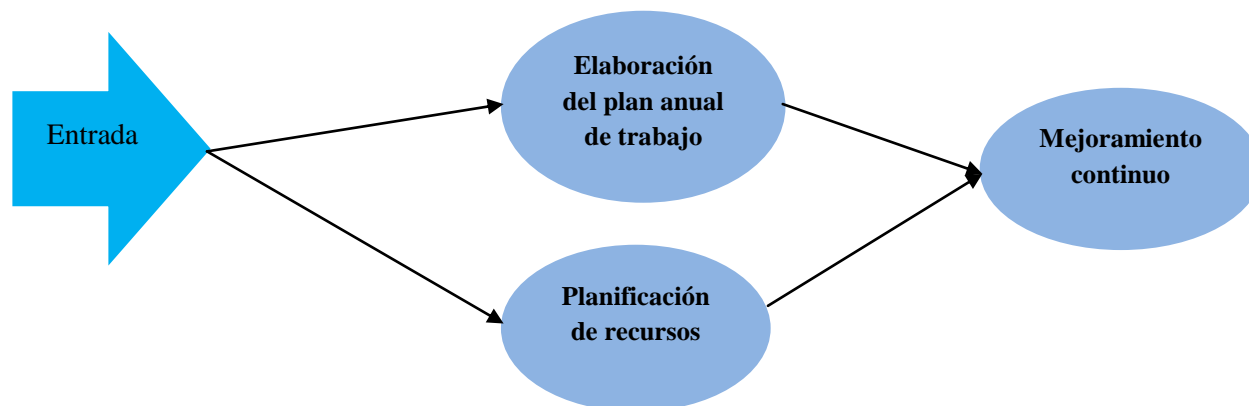 Entrada
Elaboración
del plan anual
de trabajo
Planificación
de recursos
Mejoramiento
continuo